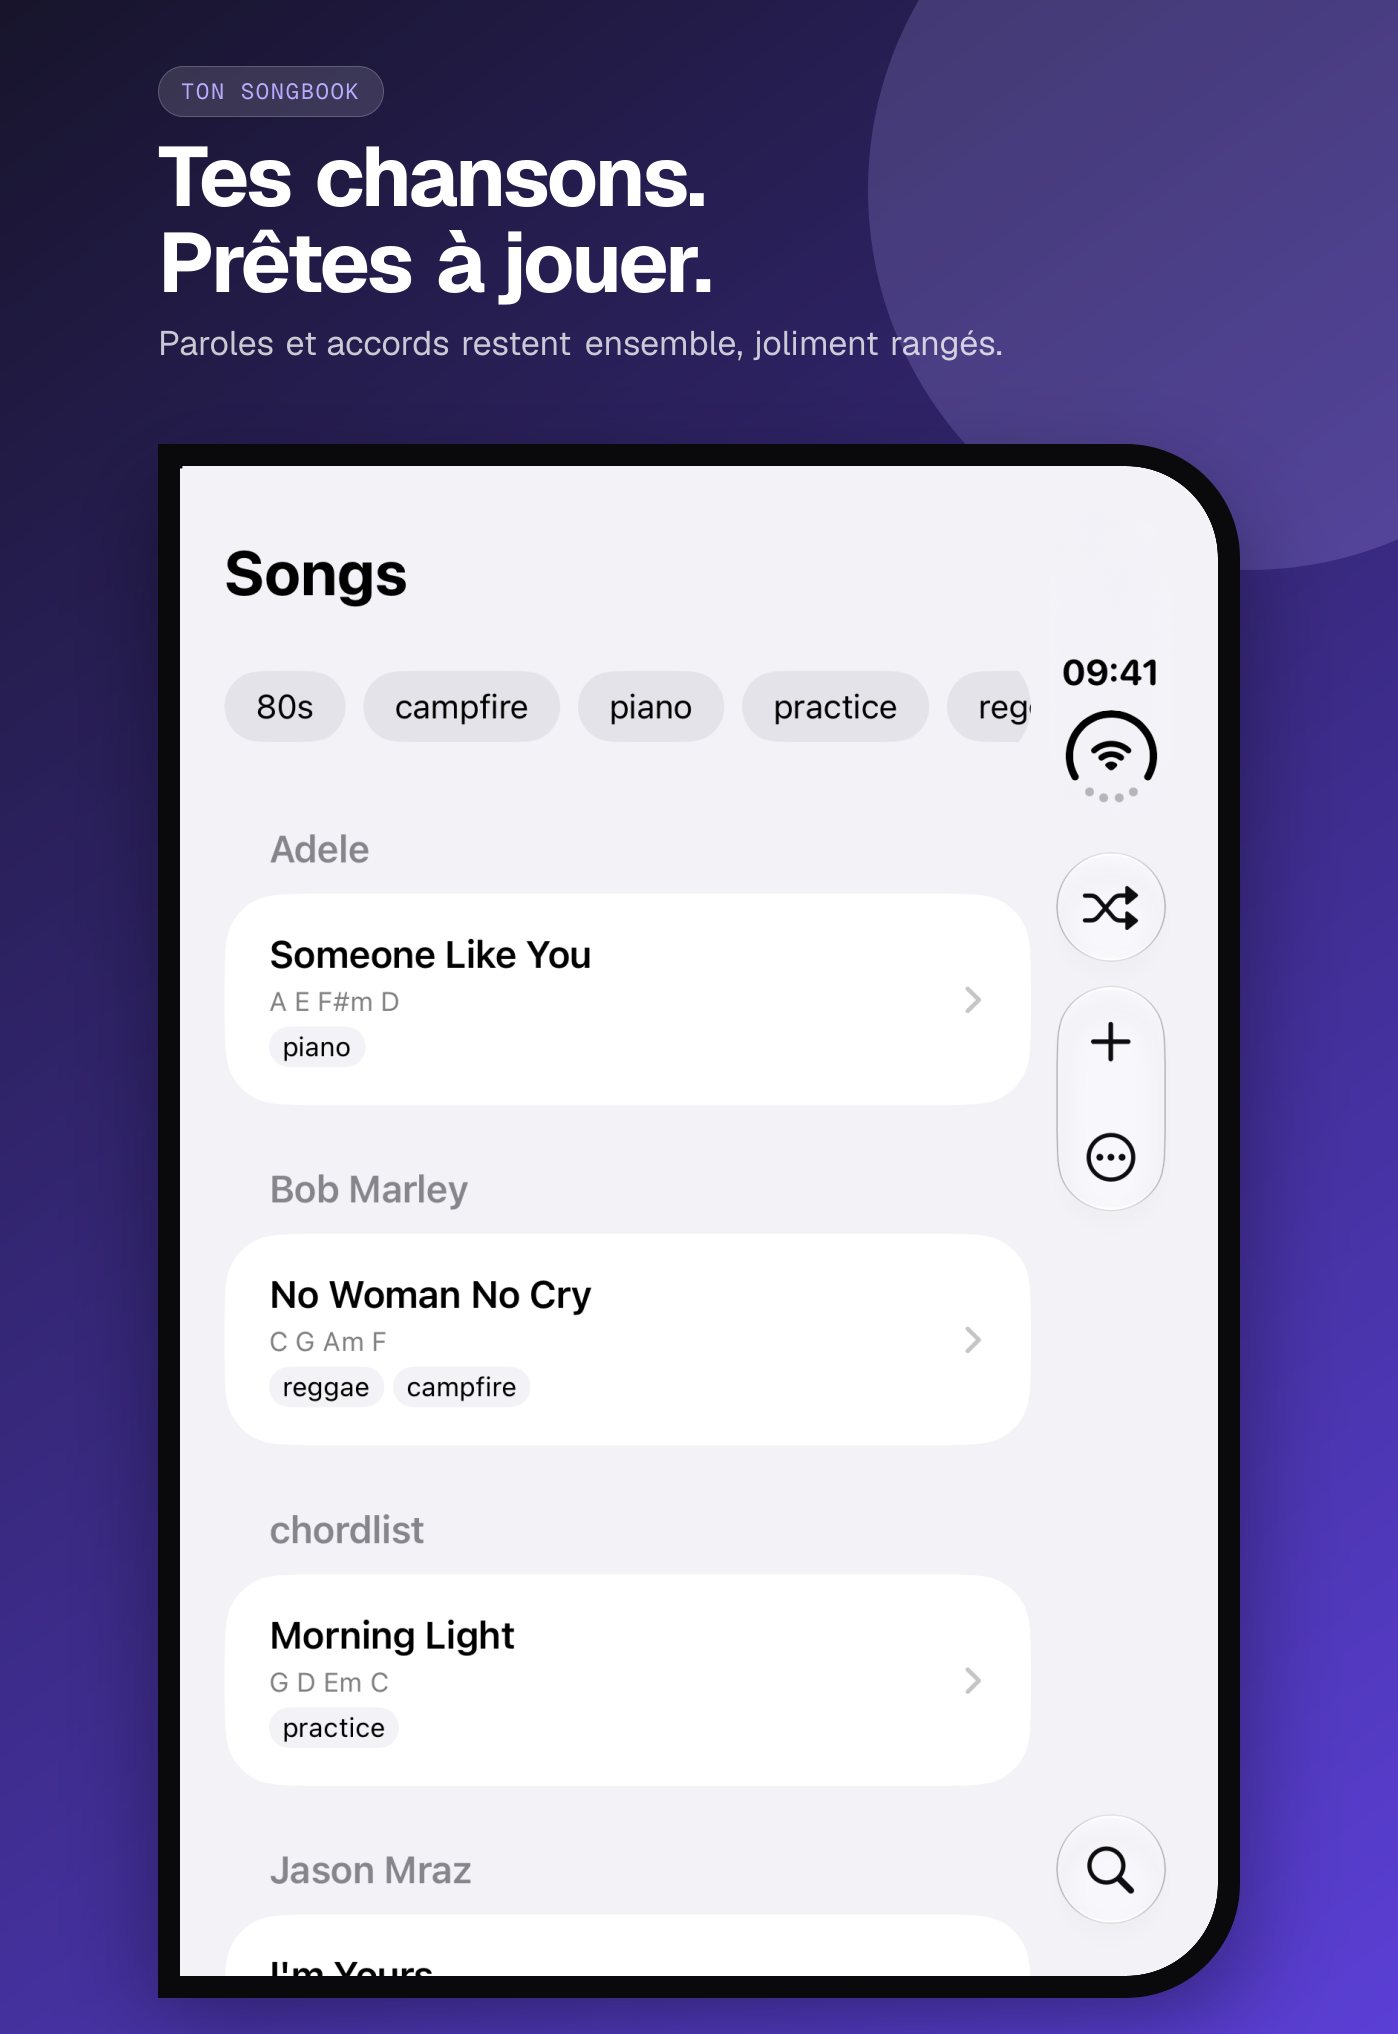 TON SONGBOOK
Tes chansons.
Prêtes à jouer.
Paroles et accords restent ensemble, joliment rangés.
Songs
09:41
80s campfire piano practice reg
Adele
Someone Like You
A E F#m D
piano
Bob Marley
No Woman No Cry
C G Am F
reggae campfire
chordlist
Morning Light
G D Em C
practice
Jason Mraz
I'm Yours